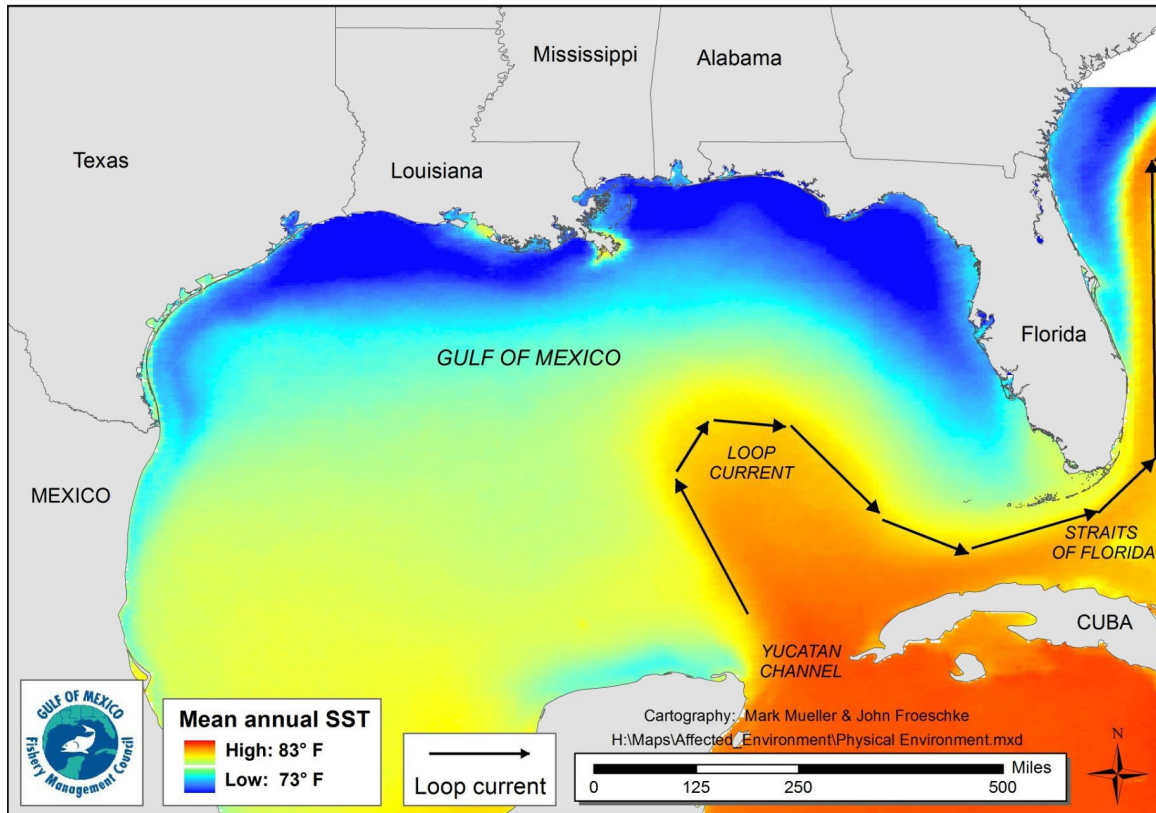 Mississippi
Alabama
Texas
Louisiana
GULF OF MEXICO
Florida
LOOP
CURRENT
MEXICO
STRAITS
OF FLORIDA
CUBA
YUCATAN
CHANNEL
GULF OF MEXICO
Fishery Management Council
Mean annual SST
High: 83° F
Low: 73° F
Loop current
Cartography: Mark Mueller & John Froeschke
H:\Maps\Affected_Environment\Physical Environment.mxd
Miles
0 125 250 500
N